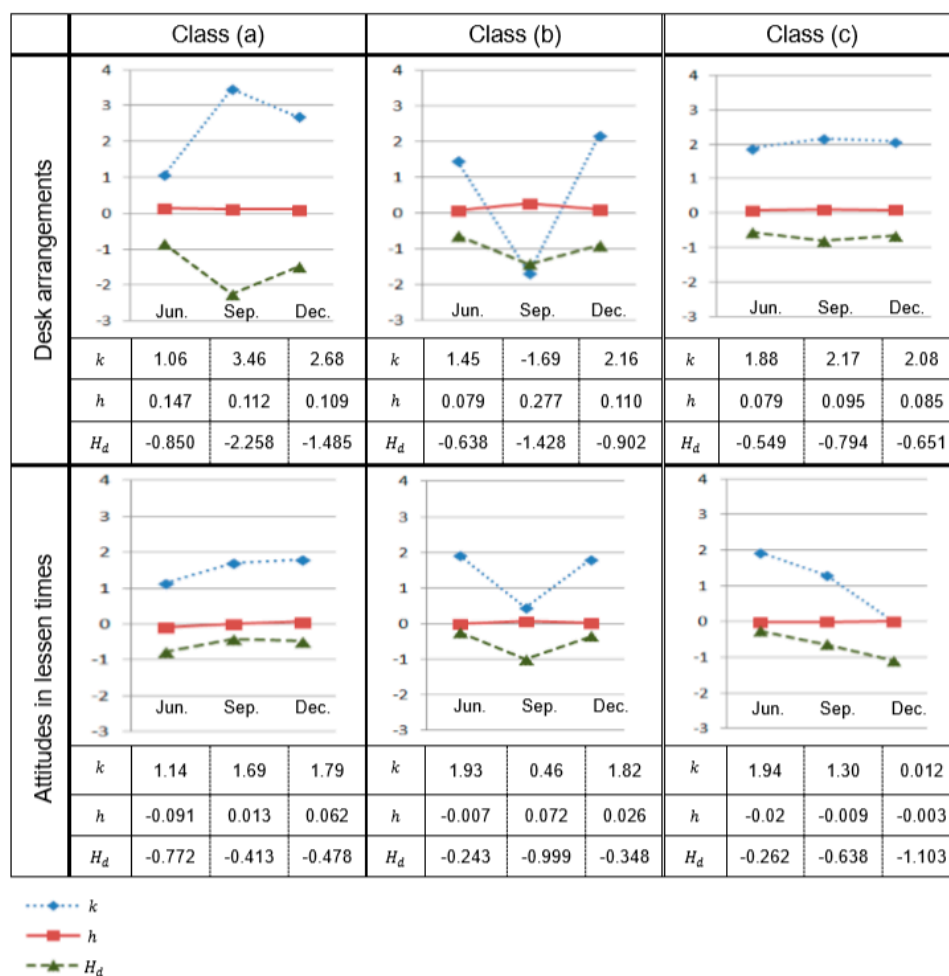 Class (a) Class (b) Class (c)
Desk arrangements
4 4 4
3 3 3
2 2 2
1 1 1
0 0 0
-1 -1 -1
-2 -2 -2
-3 -3 -3
Jun. Sep. Dec. Jun. Sep. Dec. Jun. Sep. Dec.
k 1.06 3.46 2.68 k 1.45 -1.69 2.16 k 1.88 2.17 2.08
h 0.147 0.112 0.109 h 0.079 0.277 0.110 h 0.079 0.095 0.085
H_d -0.850 -2.258 -1.485 H_d -0.638 -1.428 -0.902 H_d -0.549 -0.794 -0.651
Attitudes in lessen times
4 4 4
3 3 3
2 2 2
1 1 1
0 0 0
-1 -1 -1
-2 -2 -2
-3 -3 -3
Jun. Sep. Dec. Jun. Sep. Dec. Jun. Sep. Dec.
k 1.14 1.69 1.79 k 1.93 0.46 1.82 k 1.94 1.30 0.012
h -0.091 0.013 0.062 h -0.007 0.072 0.026 h -0.02 -0.009 -0.003
H_d -0.772 -0.413 -0.478 H_d -0.243 -0.999 -0.348 H_d -0.262 -0.638 -1.103
k
h
H_d